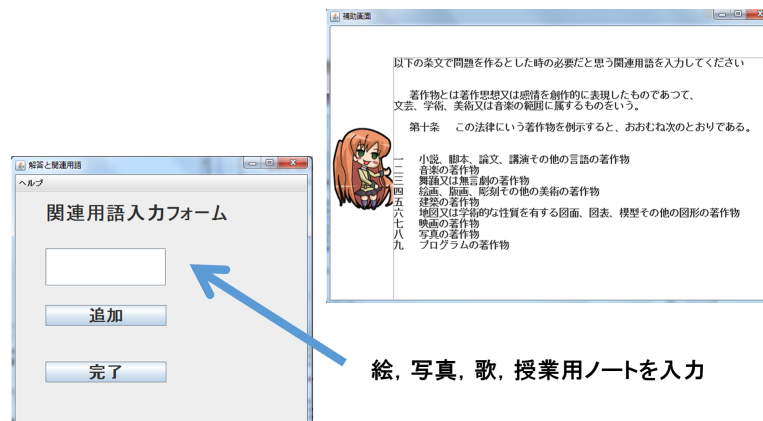 補助画面
以下の条文で問題を作るとした時の必要だと思う関連用語を入力してください
著作物とは著作思想又は感情を創作的に表現したものであつて、
文芸、学術、美術又は音楽の範囲に属するものをいう。
第十条 この法律にいう著作物を例示すると、おおむね次のとおりである。
一 小説、脚本、論文、講演その他の言語の著作物
二 音楽の著作物
三 舞踊又は無言劇の著作物
四 絵画、版画、彫刻その他の美術の著作物
五 建築の著作物
六 地図又は学術的な性質を有する図面、図表、模型その他の図形の著作物
七 映画の著作物
八 写真の著作物
九 プログラムの著作物
解答と関連用語
ヘルプ
関連用語入力フォーム
追加
完了
絵, 写真, 歌, 授業用ノートを入力